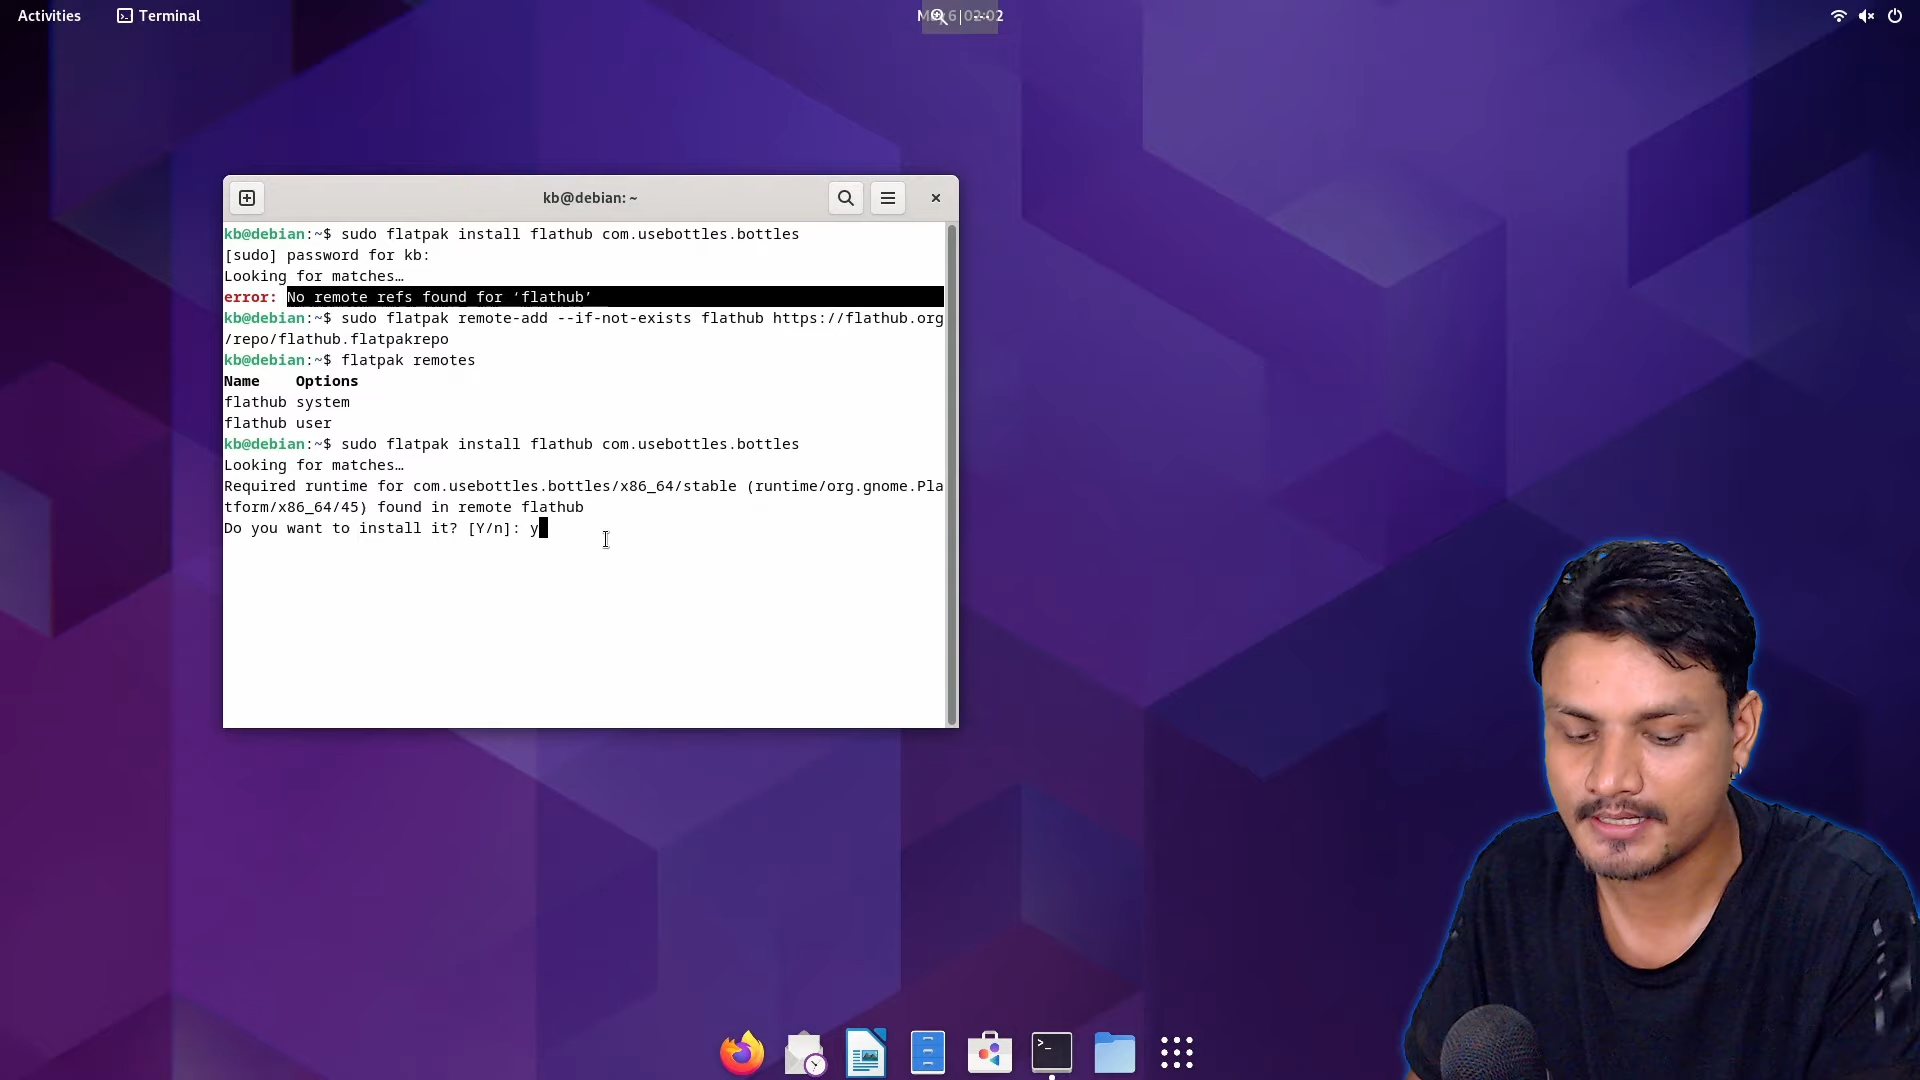 Activities
Terminal
kb@debian: ~
kb@debian:~$ sudo flatpak install flathub com.usebottles.bottles
[sudo] password for kb:
Looking for matches…
error: No remote refs found for ‘flathub’
kb@debian:~$ sudo flatpak remote-add --if-not-exists flathub https://flathub.org
/repo/flathub.flatpakrepo
kb@debian:~$ flatpak remotes
Name    Options
flathub system
flathub user
kb@debian:~$ sudo flatpak install flathub com.usebottles.bottles
Looking for matches…
Required runtime for com.usebottles.bottles/x86_64/stable (runtime/org.gnome.Pla
tform/x86_64/45) found in remote flathub
Do you want to install it? [Y/n]: y